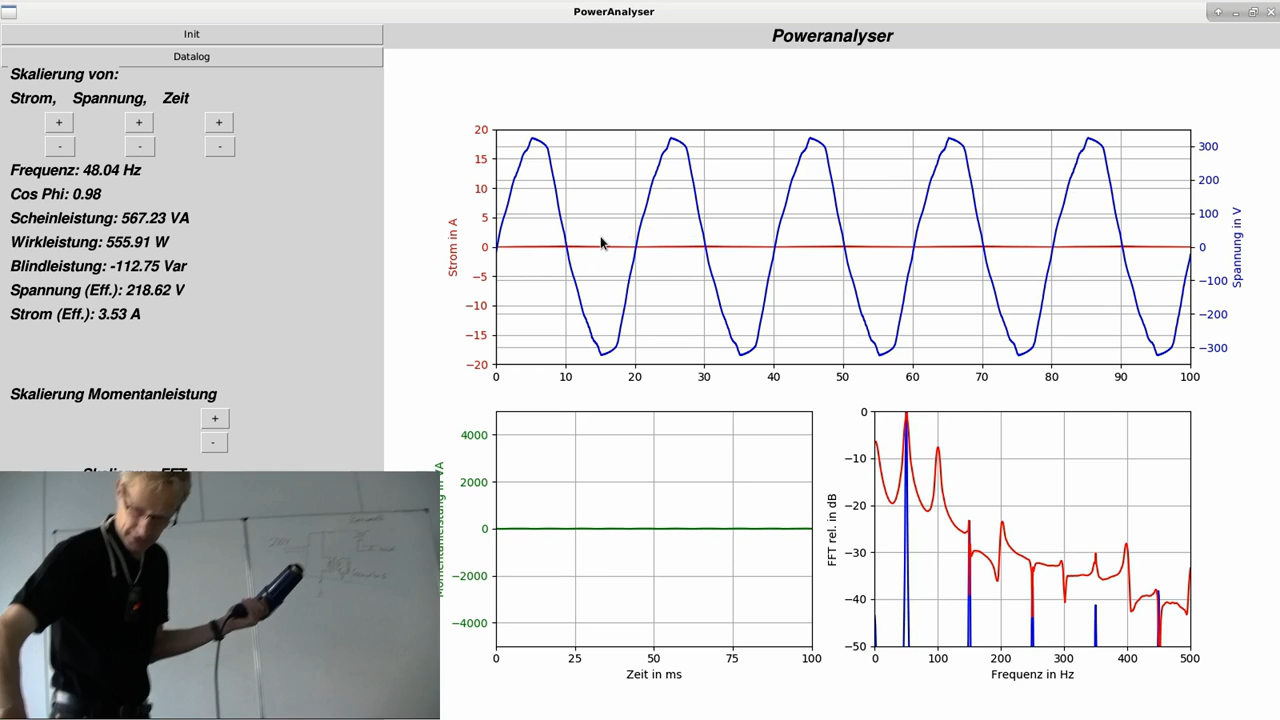 PowerAnalyser
Init
Datalog
Poweranalyser
Skalierung von:
Strom, Spannung, Zeit
+ + +
- - -
Frequenz: 48.04 Hz
Cos Phi: 0.98
Scheinleistung: 567.23 VA
Wirkleistung: 555.91 W
Blindleistung: -112.75 Var
Spannung (Eff.): 218.62 V
Strom (Eff.): 3.53 A
Skalierung Momentanleistung
+
-
Skalierung FFT
20
15
10
5
0
−5
−10
−15
−20
Strom in A
300
200
100
0
−100
−200
−300
Spannung in V
0 10 20 30 40 50 60 70 80 90 100
4000
2000
0
−2000
−4000
Momentanleistung in VA
0 25 50 75 100
Zeit in ms
0
−10
−20
−30
−40
−50
FFT rel. in dB
0 100 200 300 400 500
Frequenz in Hz